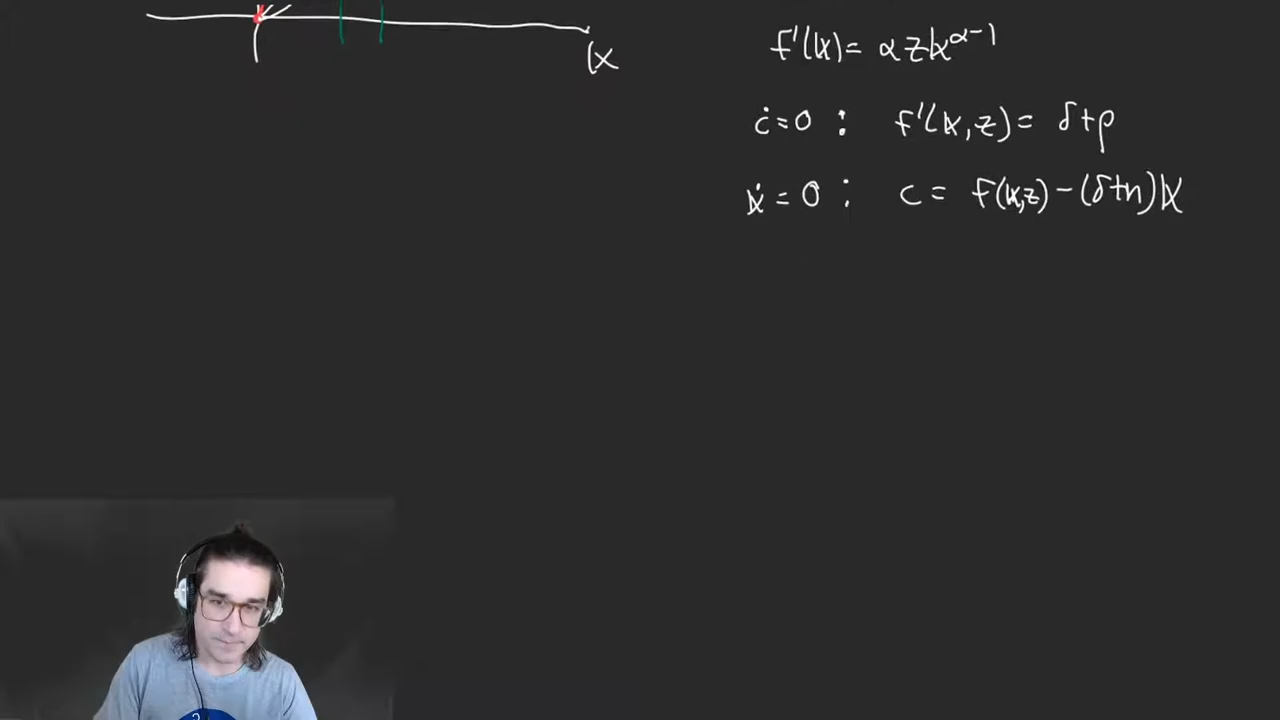 f'(k) = αzk^(α-1)
k
ċ=0 : f'(k,z) = δ+ρ
k̇ = 0 : c = f(k,z) - (δ+n)k